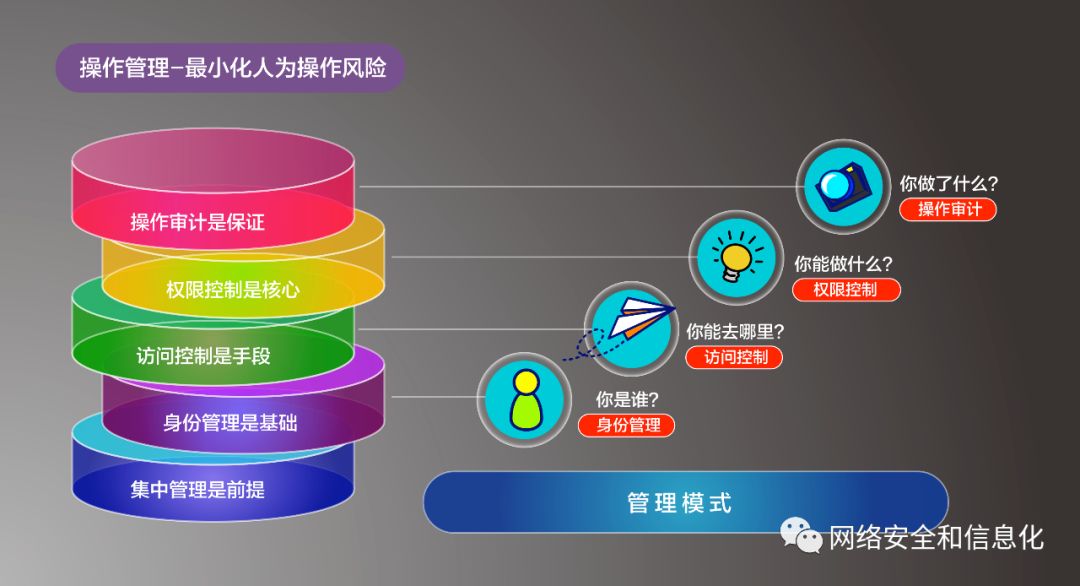 操作管理-最小化人为操作风险
操作审计是保证
权限控制是核心
访问控制是手段
身份管理是基础
集中管理是前提
你做了什么?
操作审计
你能做什么?
权限控制
你能去哪里?
访问控制
你是谁?
身份管理
管理模式
网络安全和信息化